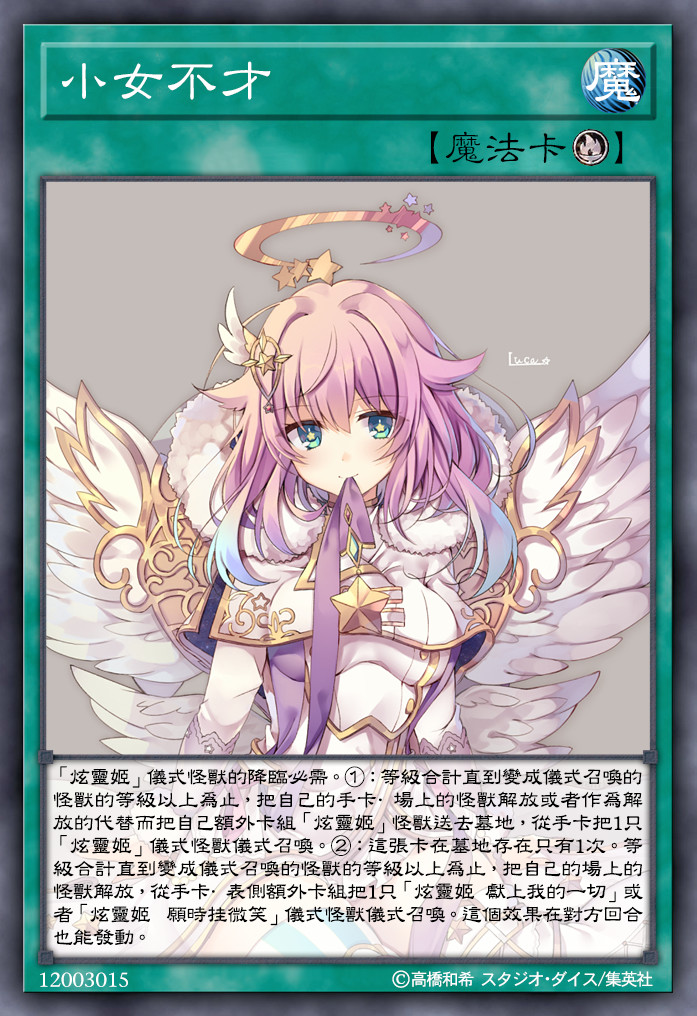 小女不才
魔
【魔法卡】
Luca☆
「炫靈姬」儀式怪獸的降臨必需。①：等級合計直到變成儀式召喚的
怪獸的等級以上為止，把自己的手卡·場上的怪獸解放或者作為解
放的代替而把自己額外卡組「炫靈姬」怪獸送去墓地，從手卡把1只
「炫靈姬」儀式怪獸儀式召喚。②：這張卡在墓地存在只有1次。等
級合計直到變成儀式召喚的怪獸的等級以上為止，把自己的場上的
怪獸解放，從手卡·表側額外卡組把1只「炫靈姬 獻上我的一切」或
者「炫靈姬 願時挂微笑」儀式怪獸儀式召喚。這個效果在對方回合
也能發動。
12003015 ©高橋和希 スタジオ・ダイス/集英社